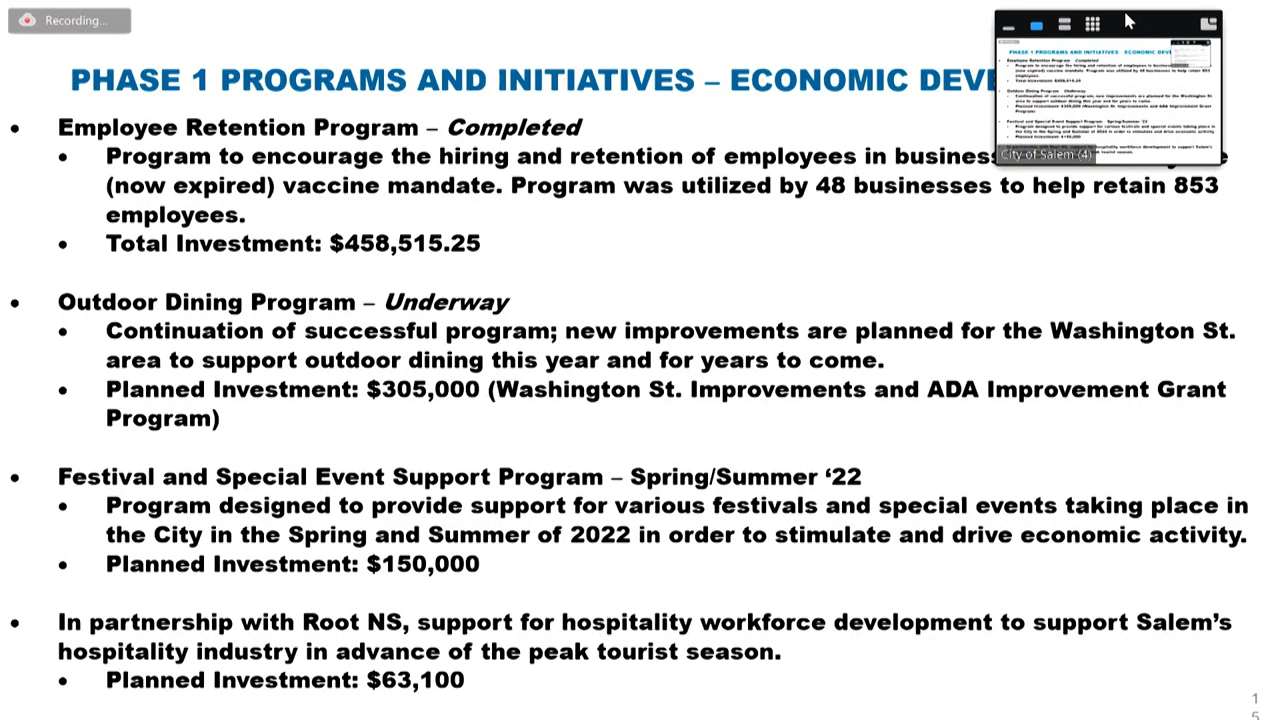 Recording...
PHASE 1 PROGRAMS AND INITIATIVES – ECONOMIC DEVE
• Employee Retention Program – Completed
• Program to encourage the hiring and retention of employees in business
(now expired) vaccine mandate. Program was utilized by 48 businesses to help retain 853
employees.
• Total Investment: $458,515.25
• Outdoor Dining Program – Underway
• Continuation of successful program; new improvements are planned for the Washington St.
area to support outdoor dining this year and for years to come.
• Planned Investment: $305,000 (Washington St. Improvements and ADA Improvement Grant
Program)
• Festival and Special Event Support Program – Spring/Summer ‘22
• Program designed to provide support for various festivals and special events taking place in
the City in the Spring and Summer of 2022 in order to stimulate and drive economic activity.
• Planned Investment: $150,000
• In partnership with Root NS, support for hospitality workforce development to support Salem’s
hospitality industry in advance of the peak tourist season.
• Planned Investment: $63,100
City of Salem (4)
1
5